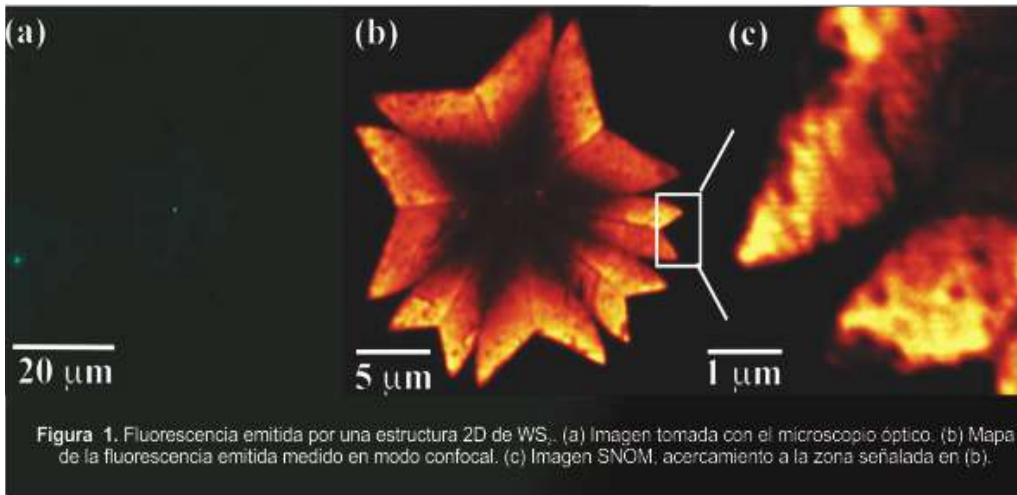 (a)
(b)
(c)
20 μm
5 μm
1 μm
Figura 1. Fluorescencia emitida por una estructura 2D de WS₂. (a) Imagen tomada con el microscopio óptico. (b) Mapa
de la fluorescencia emitida medido en modo confocal. (c) Imagen SNOM, acercamiento a la zona señalada en (b).